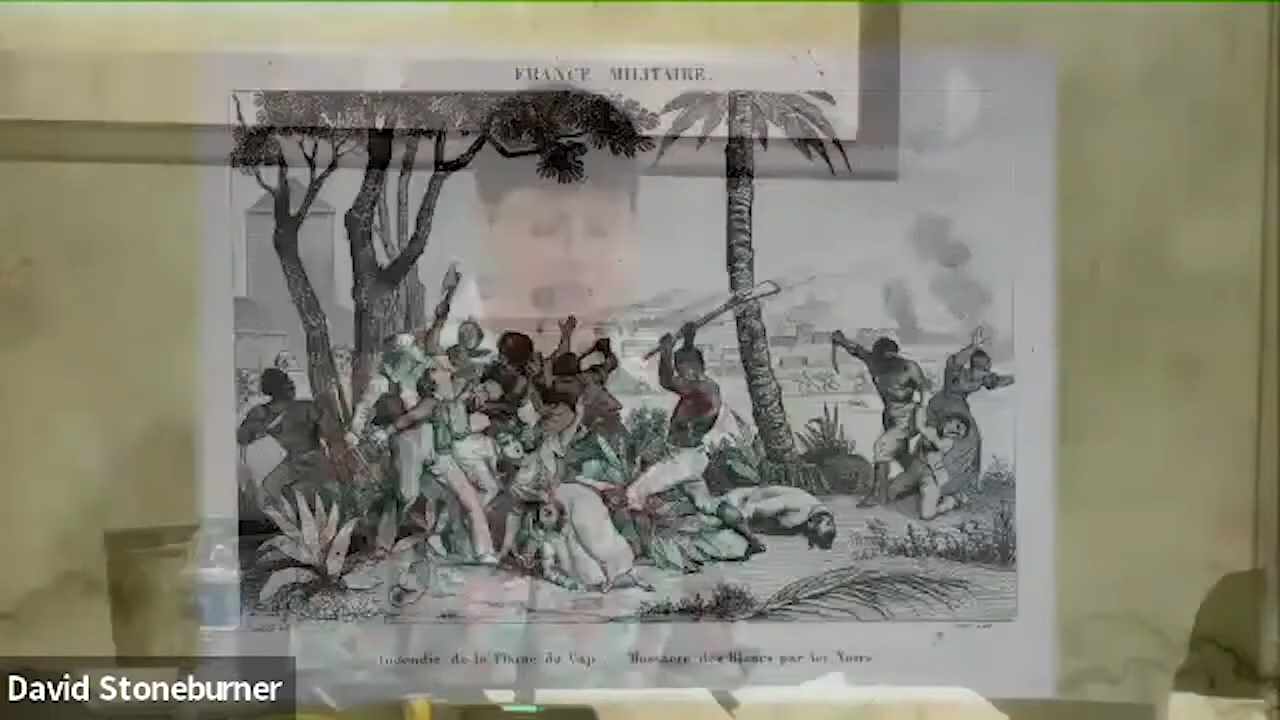 FRANCE MILITAIRE.
Incendie de la Plaine du Cap. Massacre des Blancs par les Noirs
David Stoneburner